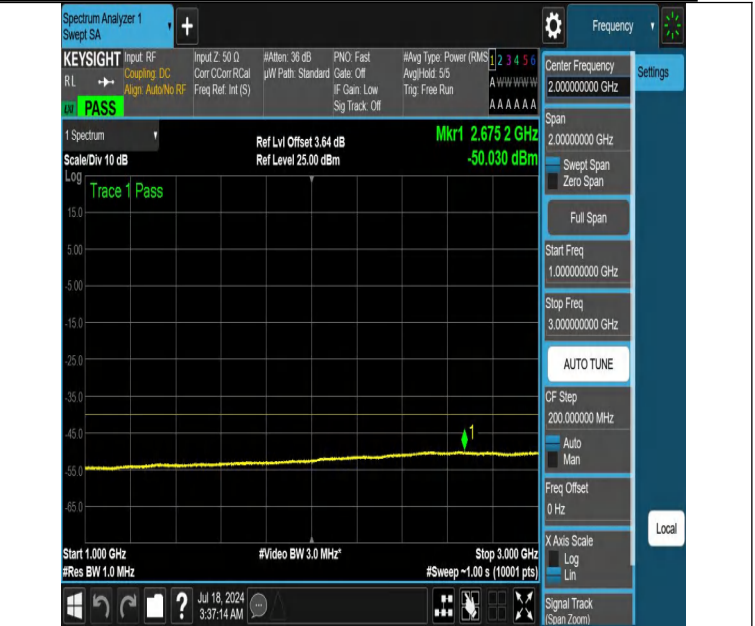 Spectrum Analyzer 1
Swept SA
+
Frequency
KEYSIGHT
RL
PASS
Input: RF
Coupling: DC
Align: Auto/No RF
Input Z: 50 Ω
Corr CCorr RCal
Freq Ref: Int (S)
#Atten: 36 dB
µW Path: Standard
PNO: Fast
Gate: Off
IF Gain: Low
Sig Track: Off
#Avg Type: Power (RMS
Avg|Hold: 5/5
Trig: Free Run
1 2 3 4 5 6
A W W W W W
A A A A A A
1 Spectrum
Scale/Div 10 dB
Ref Lvl Offset 3.64 dB
Ref Level 25.00 dBm
Mkr1 2.675 2 GHz
-50.030 dBm
Log
Trace 1 Pass
15.0
5.00
-5.00
-15.0
-25.0
-35.0
-45.0
-55.0
-65.0
1
Start 1.000 GHz
#Res BW 1.0 MHz
#Video BW 3.0 MHz*
Stop 3.000 GHz
#Sweep ~1.00 s (10001 pts)
Center Frequency
2.00000000 GHz
Settings
Span
2.00000000 GHz
Swept Span
Zero Span
Full Span
Start Freq
1.000000000 GHz
Stop Freq
3.000000000 GHz
AUTO TUNE
CF Step
200.000000 MHz
Auto
Man
Freq Offset
0 Hz
X Axis Scale
Log
Lin
Local
Signal Track
(Span Zoom)
?
Jul 18, 2024
3:37:14 AM